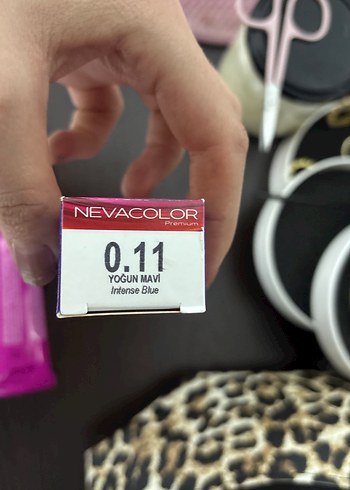 NEVACOLOR
Premium
0.11
YOĞUN MAVİ
Intense Blue